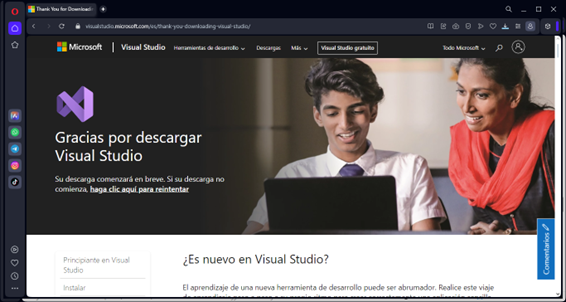 Thank You for Downloading
visualstudio.microsoft.com/es/thank-you-downloading-visual-studio/
Microsoft
Visual Studio
Herramientas de desarrollo
Descargas
Más
Visual Studio gratuito
Todo Microsoft
Gracias por descargar
Visual Studio
Su descarga comenzará en breve. Si su descarga no
comienza, haga clic aquí para reintentar
Comentarios
Principiante en Visual
Studio
Instalar
¿Es nuevo en Visual Studio?
El aprendizaje de una nueva herramienta de desarrollo puede ser abrumador. Realice este viaje